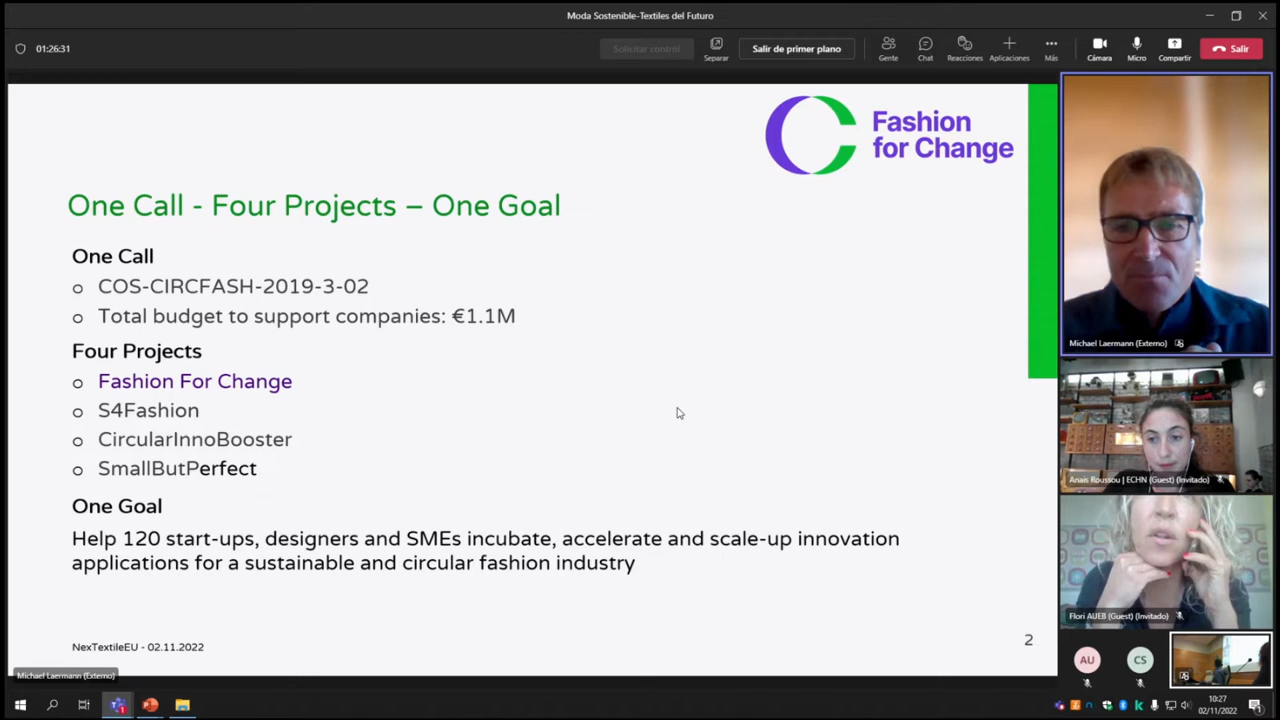 Moda Sostenible-Textiles del Futuro
01:26:31
Solicitar control
Separar
Salir de primer plano
Gente
Chat
Reacciones
Aplicaciones
Más
Cámara
Micro
Compartir
Salir
Fashion
for Change
One Call - Four Projects – One Goal
One Call
o COS-CIRCFASH-2019-3-02
o Total budget to support companies: €1.1M
Four Projects
o Fashion For Change
o S4Fashion
o CircularInnoBooster
o SmallButPerfect
One Goal
Help 120 start-ups, designers and SMEs incubate, accelerate and scale-up innovation
applications for a sustainable and circular fashion industry
NexTextileEU - 02.11.2022
2
Michael Laermann (Externo)
Michael Laermann (Externo)
Anais Roussou | ECHN (Guest) (Invitado)
Flori AUEB (Guest) (Invitado)
AU
CS
10:27
02/11/2022